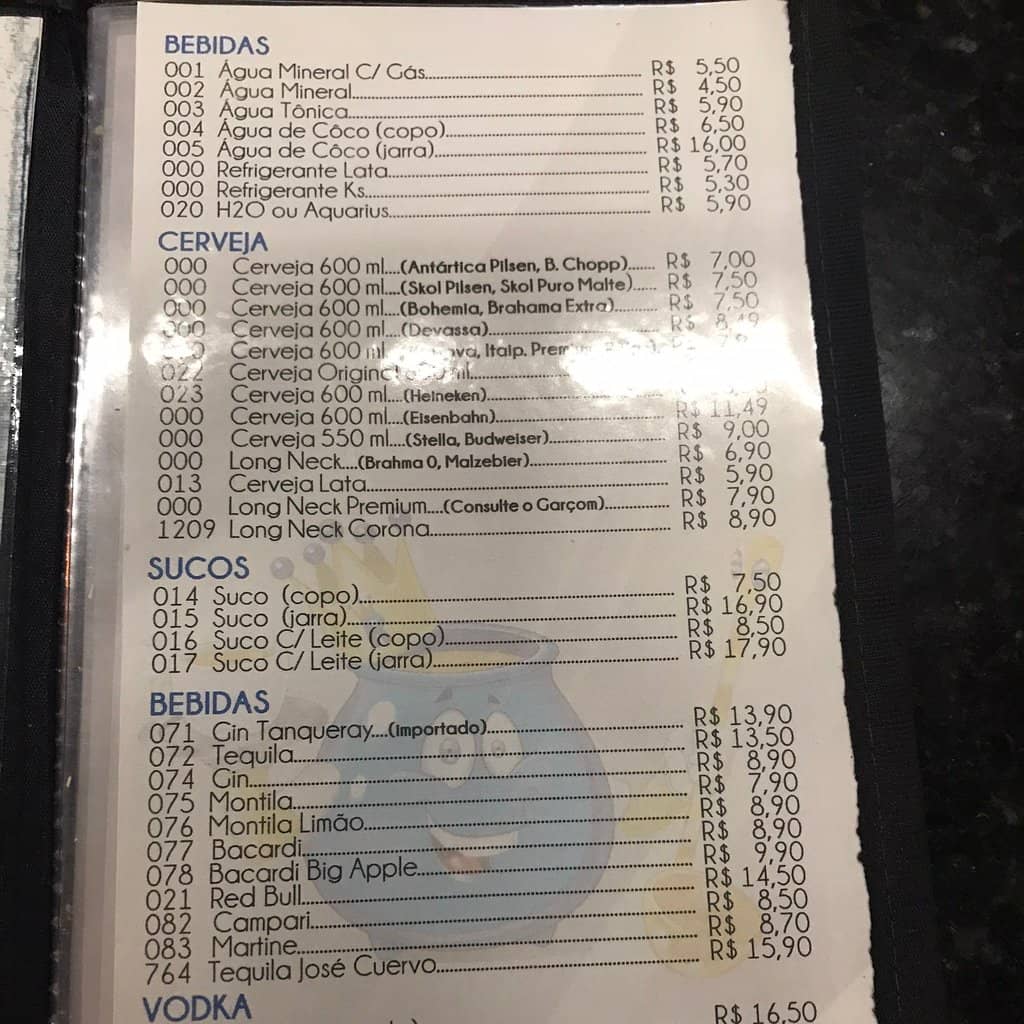 BEBIDAS
001 Água Mineral C/ Gás R$ 5,50
002 Água Mineral R$ 4,50
003 Água Tônica R$ 5,90
004 Água de Côco (copo) R$ 6,50
005 Água de Côco (jarra) R$ 16,00
000 Refrigerante Lata R$ 5,70
000 Refrigerante Ks R$ 5,30
020 H2O ou Aquarius R$ 5,90
CERVEJA
000 Cerveja 600 ml....(Antártica Pilsen, B. Chopp) R$ 7,00
000 Cerveja 600 ml....(Skol Pilsen, Skol Puro Malte) R$ 7,50
000 Cerveja 600 ml....(Bohemia, Brahama Extra) R$ 7,50
000 Cerveja 600 ml....(Devassa) R$ 8,49
Cerveja 600 ml Itaip.
022 Cerveja Original
023 Cerveja 600 ml....(Heineken)
000 Cerveja 600 ml....(Eisenbahn) R$ 11,49
000 Cerveja 550 ml....(Stella, Budweiser) R$ 9,00
000 Long Neck....(Brahma 0, Malzebier) R$ 6,90
013 Cerveja Lata R$ 5,90
000 Long Neck Premium....(Consulte o Garçom) R$ 7,90
1209 Long Neck Corona R$ 8,90
SUCOS
014 Suco (copo) R$ 7,50
015 Suco (jarra) R$ 16,90
016 Suco C/ Leite (copo) R$ 8,50
017 Suco C/ Leite (jarra) R$ 17,90
BEBIDAS
071 Gin Tanqueray....(Importado) R$ 13,90
072 Tequila R$ 13,50
074 Gin R$ 8,90
075 Montila R$ 7,90
076 Montila Limão R$ 8,90
077 Bacardi R$ 8,90
078 Bacardi Big Apple R$ 9,90
021 Red Bull R$ 14,50
082 Campari R$ 8,50
083 Martine R$ 8,70
764 Tequila José Cuervo R$ 15,90
VODKA
R$ 16,50